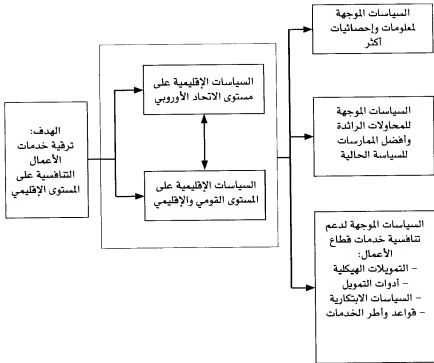 الهدف:
ترقية خدمات
الأعمال
التنافسية على
المستوى الإقليمي
السياسات الإقليمية على
مستوى الاتحاد الأوروبي
السياسات الإقليمية على
المستوى القومي والإقليمي
السياسات الموجهة
لمعلومات وإحصائيات
أكثر
السياسات الموجهة
للمحاولات الرائدة
وأفضل الممارسات
للسياسة الحالية
السياسات الموجهة لدعم
تنافسية خدمات قطاع
الأعمال:
– التمويلات الهيكلية
– أدوات التمويل
– السياسات الابتكارية
– قواعد وأطر الخدمات